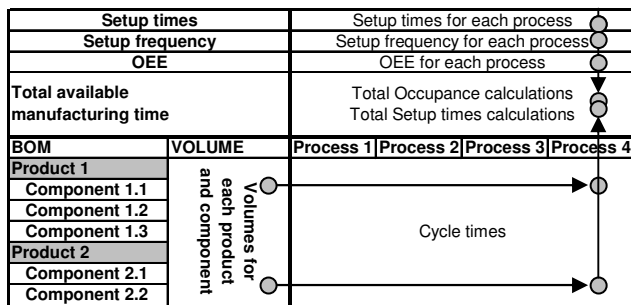 Setup times Setup times for each process
Setup frequency Setup frequency for each process
OEE OEE for each process
Total available Total Occupance calculations
manufacturing time Total Setup times calculations
BOM VOLUME Process 1 Process 2 Process 3 Process 4
Product 1
Component 1.1
Component 1.2
Component 1.3
Product 2
Component 2.1
Component 2.2
Volumes for
each product
and component
Cycle times